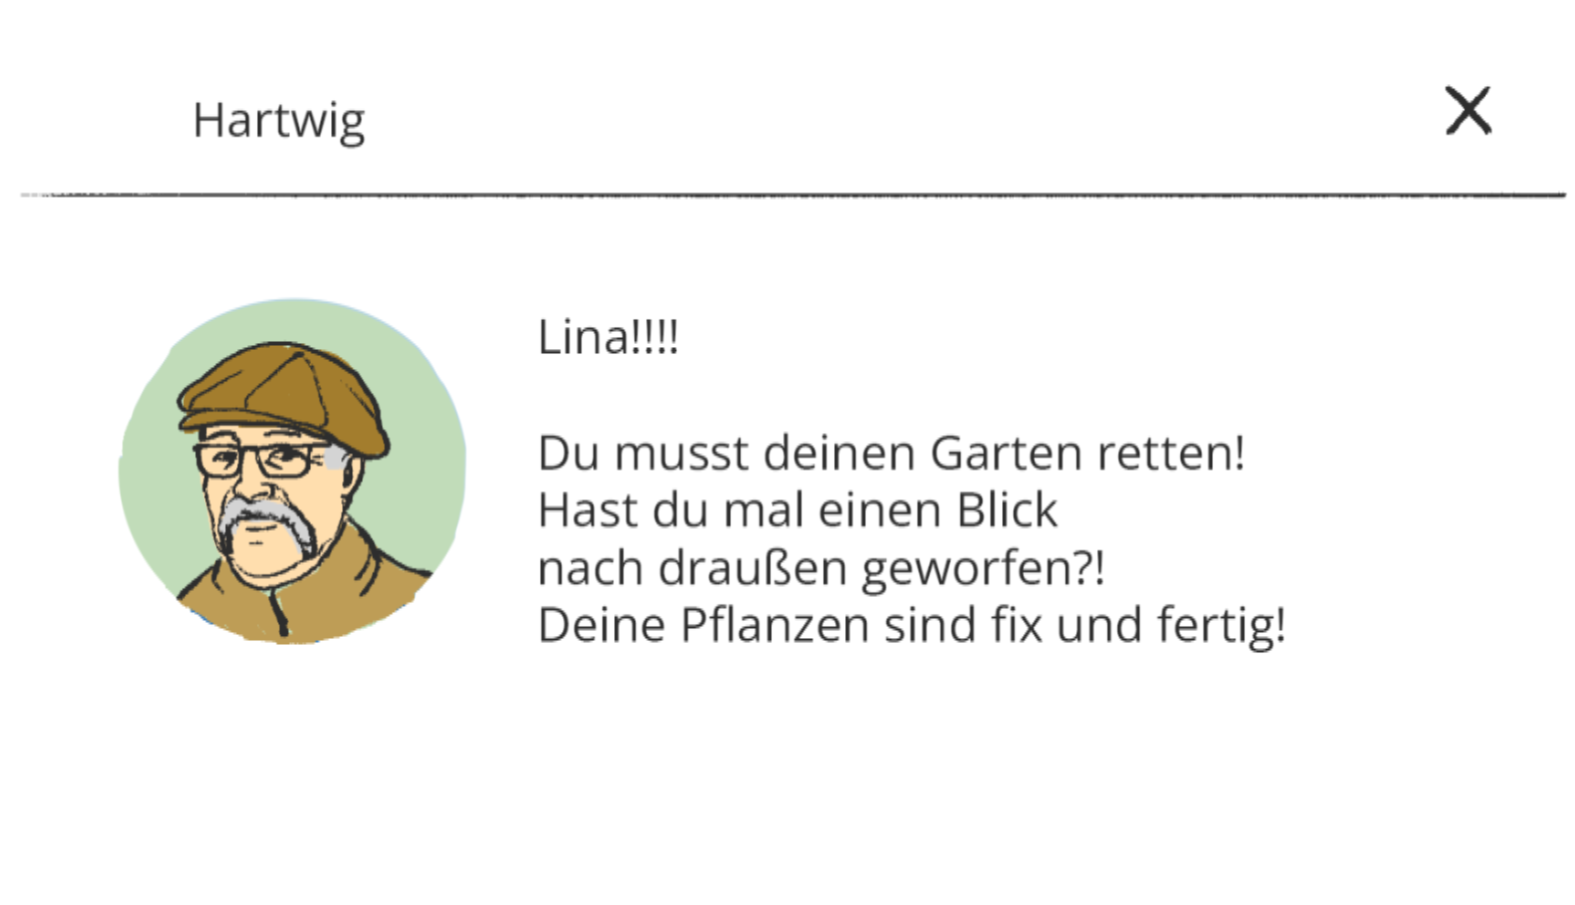 Hartwig
Lina!!!!
Du musst deinen Garten retten!
Hast du mal einen Blick
nach draußen geworfen?!
Deine Pflanzen sind fix und fertig!